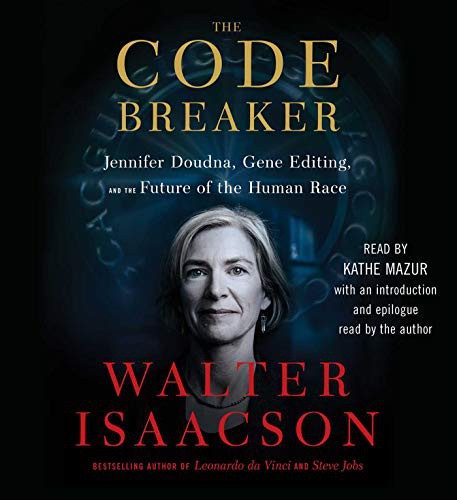 THE
CODE
BREAKER
Jennifer Doudna, Gene Editing,
AND THE Future of the Human Race
READ BY
KATHE MAZUR
with an introduction
and epilogue
read by the author
WALTER
ISAACSON
BESTSELLING AUTHOR OF Leonardo da Vinci AND Steve Jobs